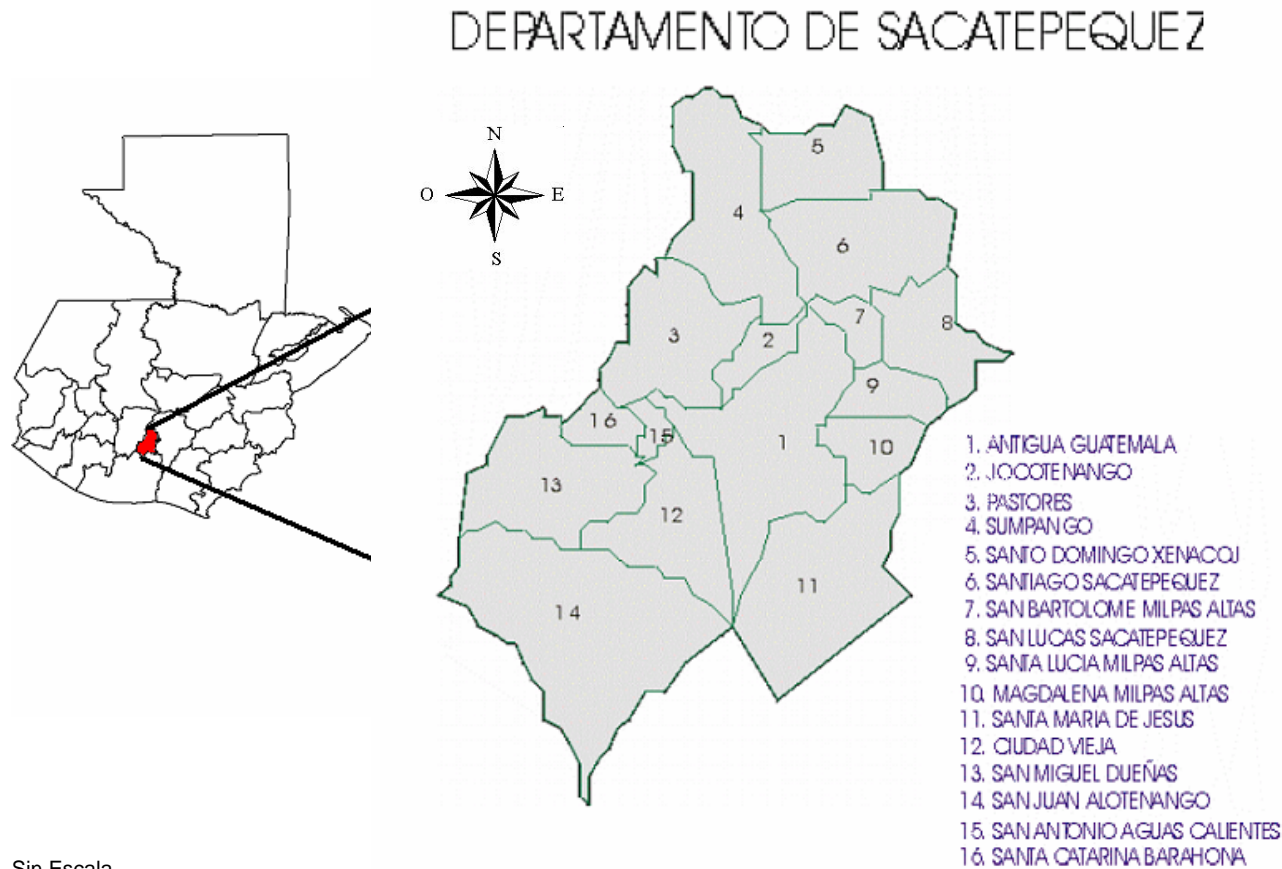 DEPARTAMENTO DE SACATEPEQUEZ
N
O E
S
5
4
6
7
8
3
2
9
16
15
1
10
13
12
11
14
1. ANTIGUA GUATEMALA
2. JOCOTENANGO
3. PASTORES
4. SUMPANGO
5. SANTO DOMINGO XENACOJ
6. SANTIAGO SACATEPEQUEZ
7. SAN BARTOLOME MILPAS ALTAS
8. SAN LUCAS SACATEPEQUEZ
9. SANTA LUCIA MILPAS ALTAS
10. MAGDALENA MILPAS ALTAS
11. SANTA MARIA DE JESUS
12. CIUDAD VIEJA
13. SAN MIGUEL DUEÑAS
14. SAN JUAN ALOTENANGO
15. SAN ANTONIO AGUAS CALIENTES
16. SANTA CATARINA BARAHONA
Sin Escala